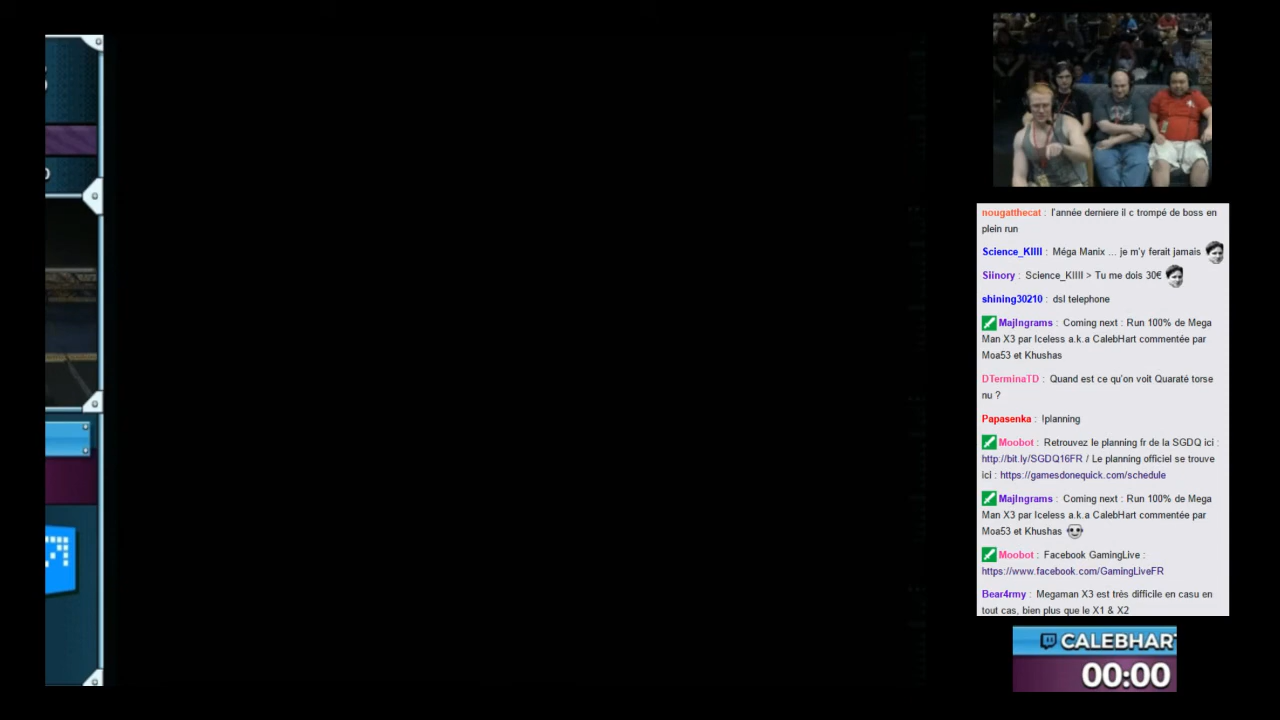 nougatthecat : l'année derniere il c trompé de boss en
plein run
Science_KIIII : Méga Manix ... je m'y ferait jamais
Siinory : Science_KIIII > Tu me dois 30€
shining30210 : dsl telephone
MajIngrams : Coming next : Run 100% de Mega
Man X3 par Iceless a.k.a CalebHart commentée par
Moa53 et Khushas
DTerminaTD : Quand est ce qu'on voit Quaraté torse
nu ?
Papasenka : !planning
Moobot : Retrouvez le planning fr de la SGDQ ici :
http://bit.ly/SGDQ16FR / Le planning officiel se trouve
ici : https://gamesdonequick.com/schedule
MajIngrams : Coming next : Run 100% de Mega
Man X3 par Iceless a.k.a CalebHart commentée par
Moa53 et Khushas
Moobot : Facebook GamingLive :
https://www.facebook.com/GamingLiveFR
Bear4rmy : Megaman X3 est très difficile en casu en
tout cas, bien plus que le X1 & X2
CALEBHAR
00:00